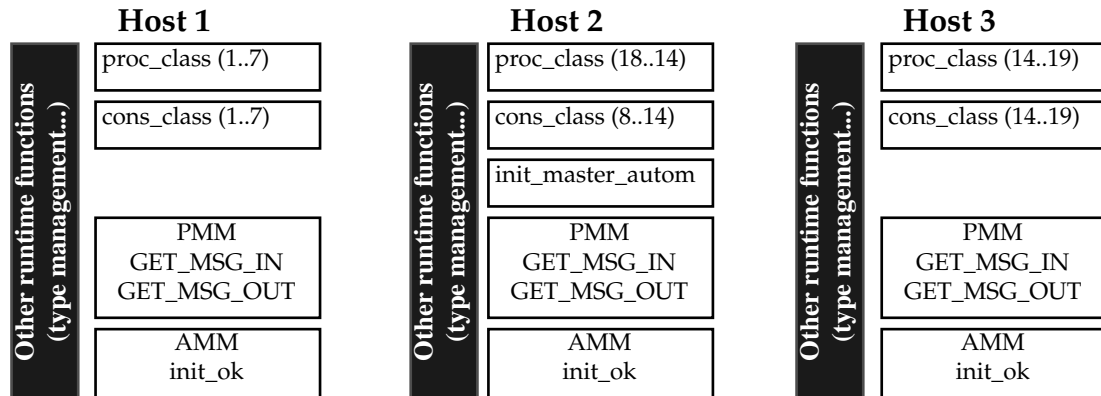 Host 1
Other runtime functions
(type management...)
proc_class (1..7)
cons_class (1..7)
PMM
GET_MSG_IN
GET_MSG_OUT
AMM
init_ok
Host 2
Other runtime functions
(type management...)
proc_class (18..14)
cons_class (8..14)
init_master_autom
PMM
GET_MSG_IN
GET_MSG_OUT
AMM
init_ok
Host 3
Other runtime functions
(type management...)
proc_class (14..19)
cons_class (14..19)
PMM
GET_MSG_IN
GET_MSG_OUT
AMM
init_ok